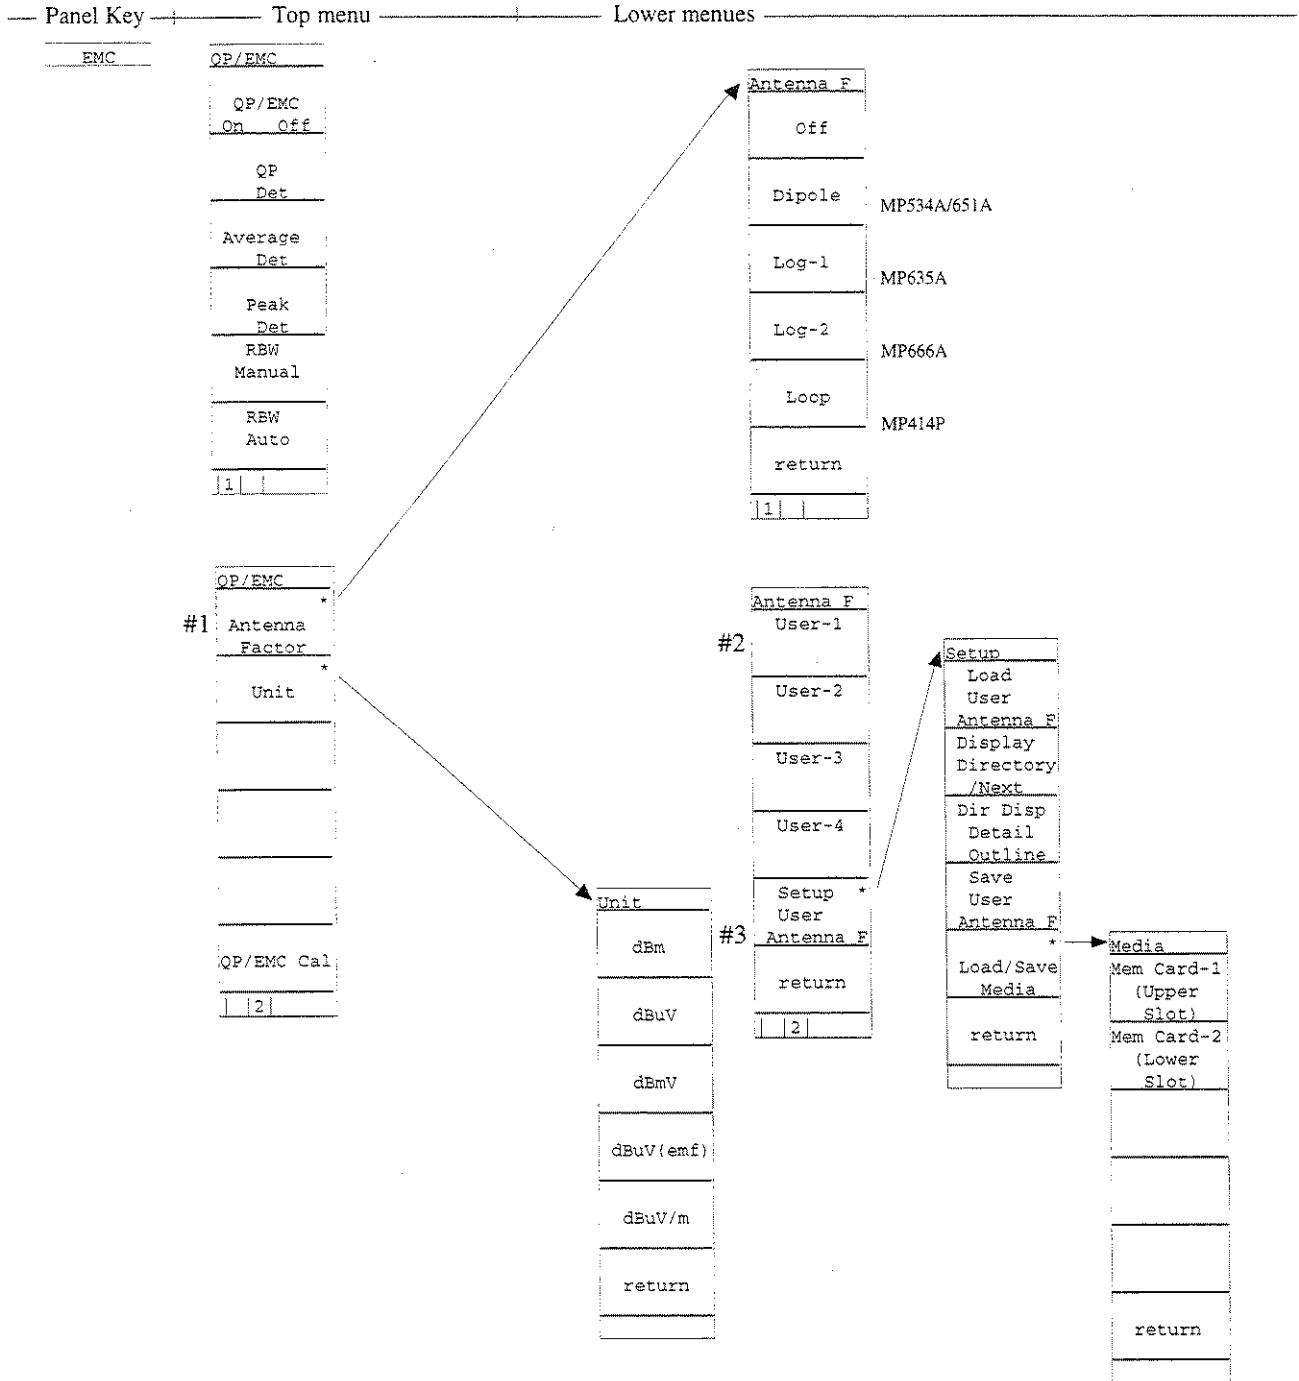 Panel Key
Top menu
Lower menues
EMC
QP/EMC
QP/EMC
On Off
QP
Det
Average
Det
Peak
Det
RBW
Manual
RBW
Auto
1
Antenna F
Off
Dipole
MP534A/651A
Log-1
MP635A
Log-2
MP666A
Loop
MP414P
return
1
QP/EMC
*
#1
Antenna
Factor
*
Unit
QP/EMC Cal
2
Unit
dBm
dBuV
dBmV
dBuV(emf)
dBuV/m
return
Antenna F
#2
User-1
User-2
User-3
User-4
Setup *
User
#3
Antenna F
return
2
Setup
Load
User
Antenna F
Display
Directory
/Next
Dir Disp
Detail
Outline
Save
User
Antenna F
*
Load/Save
Media
return
Media
Mem Card-1
(Upper
Slot)
Mem Card-2
(Lower
Slot)
return